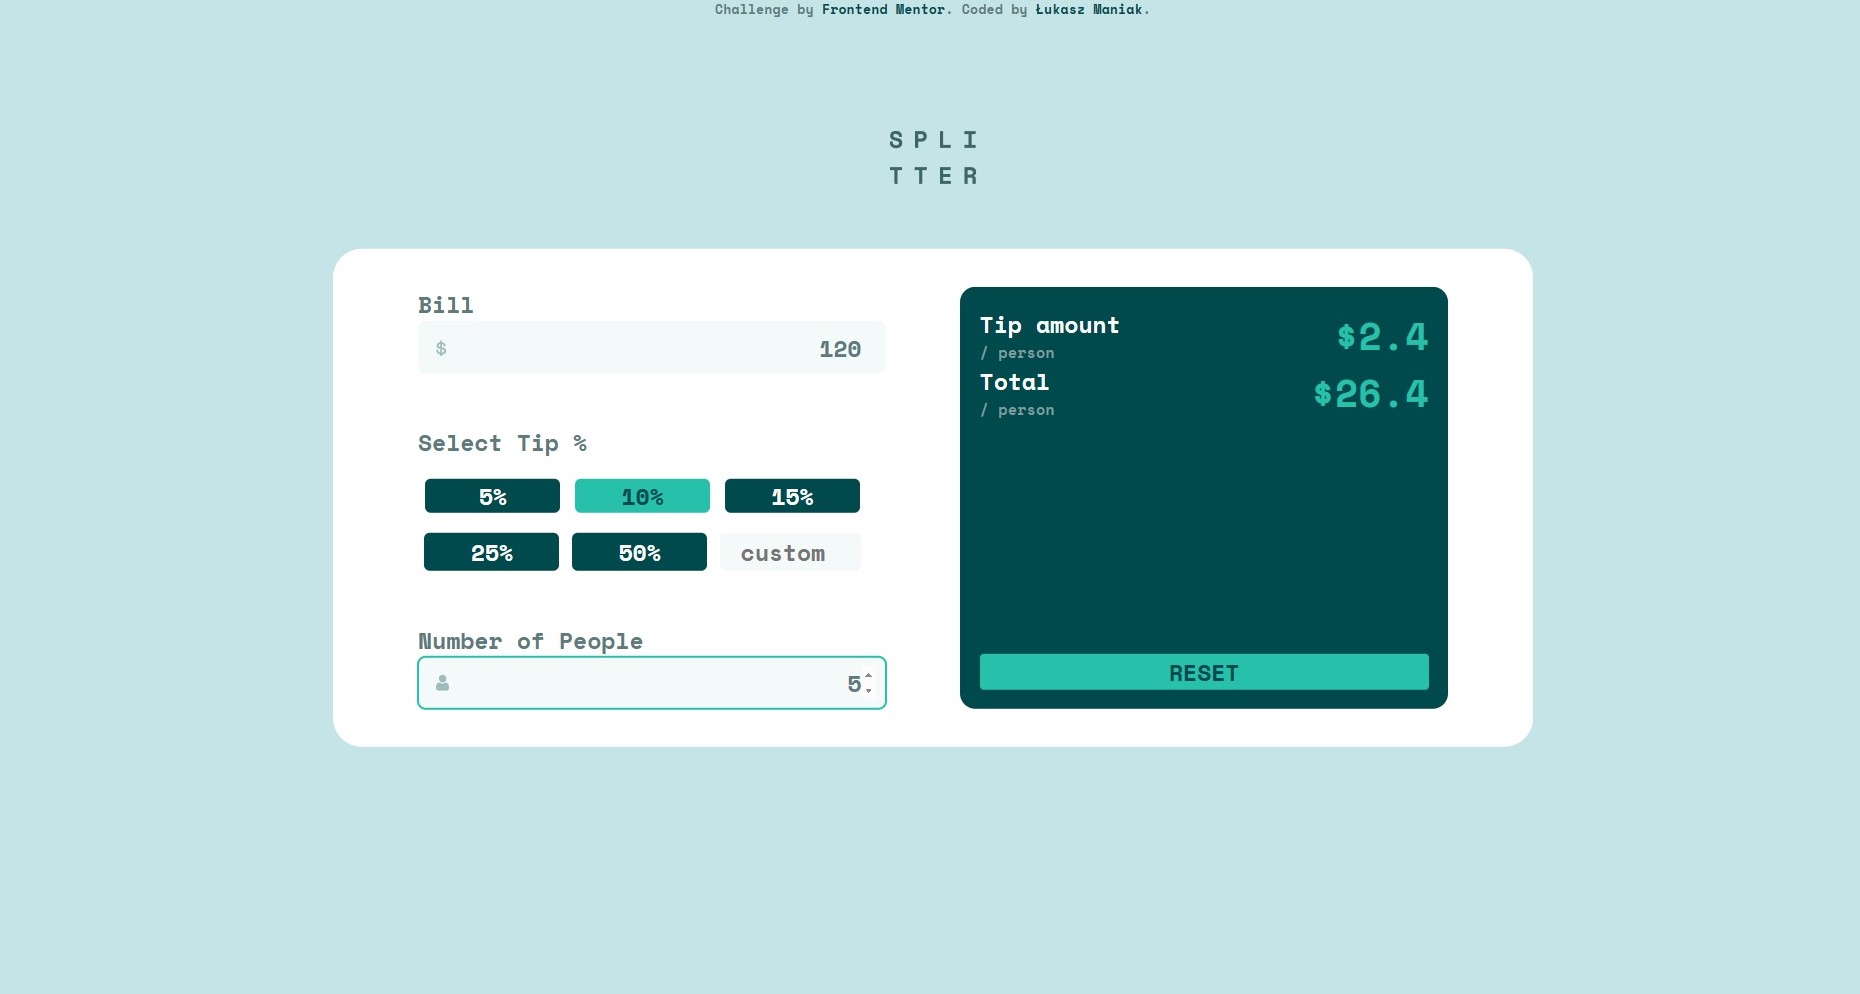 Challenge by Frontend Mentor. Coded by Łukasz Maniak.
SPLI
TTER
Bill
$ 120
Select Tip %
5% 10% 15%
25% 50% custom
Number of People
5
Tip amount
/ person
$2.4
Total
/ person
$26.4
RESET